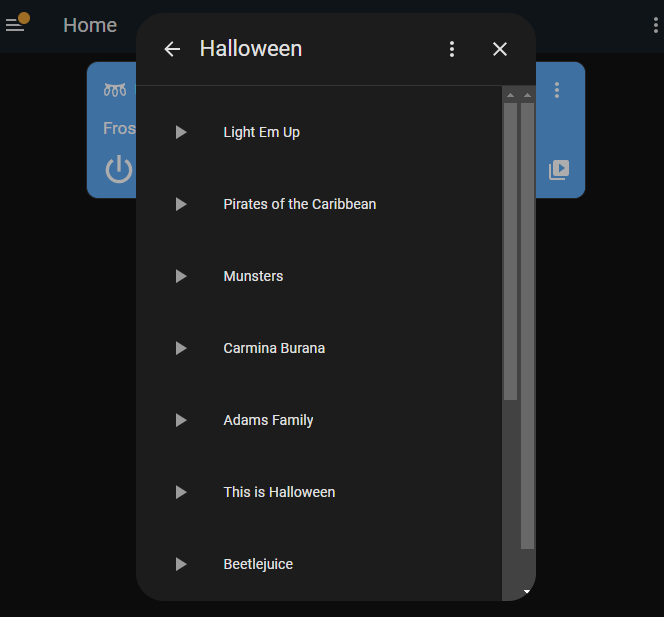 Home
Halloween
Fros
Light Em Up
Pirates of the Caribbean
Munsters
Carmina Burana
Adams Family
This is Halloween
Beetlejuice